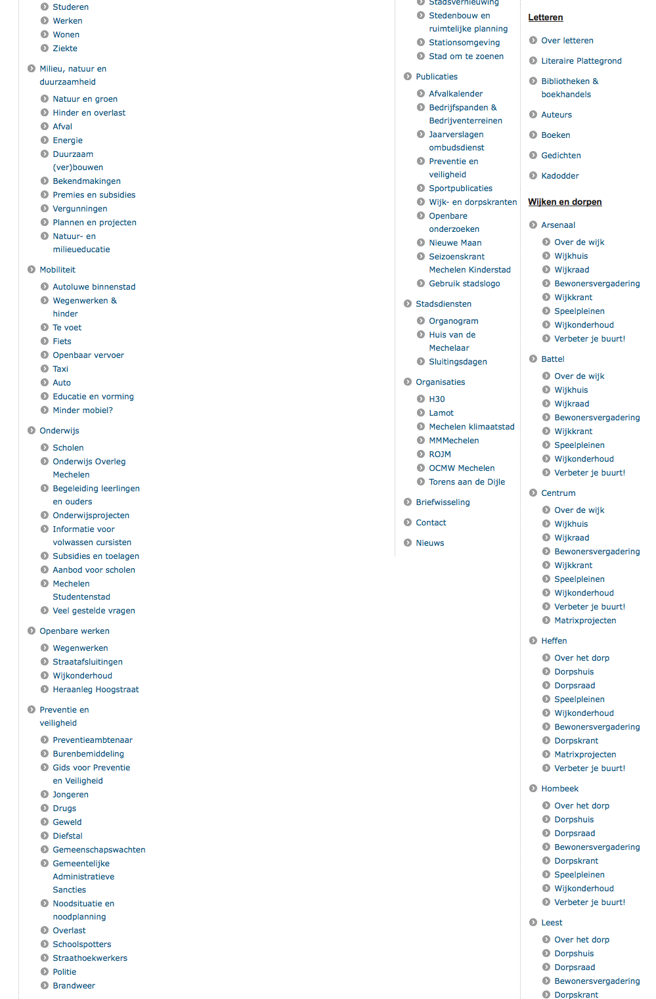 Studeren
Werken
Wonen
Ziekte
Milieu, natuur en
duurzaamheid
Natuur en groen
Hinder en overlast
Afval
Energie
Duurzaam
(ver)bouwen
Bekendmakingen
Premies en subsidies
Vergunningen
Plannen en projecten
Natuur- en
milieueducatie
Mobiliteit
Autoluwe binnenstad
Wegenwerken &
hinder
Te voet
Fiets
Openbaar vervoer
Taxi
Auto
Educatie en vorming
Minder mobiel?
Onderwijs
Scholen
Onderwijs Overleg
Mechelen
Begeleiding leerlingen
en ouders
Onderwijsprojecten
Informatie voor
volwassen cursisten
Subsidies en toelagen
Aanbod voor scholen
Mechelen
Studentenstad
Veel gestelde vragen
Openbare werken
Wegenwerken
Straatafsluitingen
Wijkonderhoud
Heraanleg Hoogstraat
Preventie en
veiligheid
Preventieambtenaar
Burenbemiddeling
Gids voor Preventie
en Veiligheid
Jongeren
Drugs
Geweld
Diefstal
Gemeenschapswachten
Gemeentelijke
Administratieve
Sancties
Noodsituatie en
noodplanning
Overlast
Schoolspotters
Straathoekwerkers
Politie
Brandweer
Stadsvernieuwing
Stedenbouw en
ruimtelijke planning
Stationsomgeving
Stad om te zoenen
Publicaties
Afvalkalender
Bedrijfspanden &
Bedrijventerreinen
Jaarverslagen
ombudsdienst
Preventie en
veiligheid
Sportpublicaties
Wijk- en dorpskranten
Openbare
onderzoeken
Nieuwe Maan
Seizoenskrant
Mechelen Kinderstad
Gebruik stadslogo
Stadsdiensten
Organogram
Huis van de
Mechelaar
Sluitingsdagen
Organisaties
H30
Lamot
Mechelen klimaatstad
MMMechelen
ROJM
OCMW Mechelen
Torens aan de Dijle
Briefwisseling
Contact
Nieuws
Letteren
Over letteren
Literaire Plattegrond
Bibliotheken &
boekhandels
Auteurs
Boeken
Gedichten
Kadodder
Wijken en dorpen
Arsenaal
Over de wijk
Wijkhuis
Wijkraad
Bewonersvergadering
Wijkkrant
Speelpleinen
Wijkonderhoud
Verbeter je buurt!
Battel
Over de wijk
Wijkhuis
Wijkraad
Bewonersvergadering
Wijkkrant
Speelpleinen
Wijkonderhoud
Verbeter je buurt!
Centrum
Over de wijk
Wijkhuis
Wijkraad
Bewonersvergadering
Wijkkrant
Speelpleinen
Wijkonderhoud
Verbeter je buurt!
Matrixprojecten
Heffen
Over het dorp
Dorpshuis
Dorpsraad
Speelpleinen
Wijkonderhoud
Bewonersvergadering
Dorpskrant
Matrixprojecten
Verbeter je buurt!
Hombeek
Over het dorp
Dorpshuis
Dorpsraad
Bewonersvergadering
Dorpskrant
Speelpleinen
Wijkonderhoud
Verbeter je buurt!
Leest
Over het dorp
Dorpshuis
Dorpsraad
Bewonersvergadering
Dorpskrant